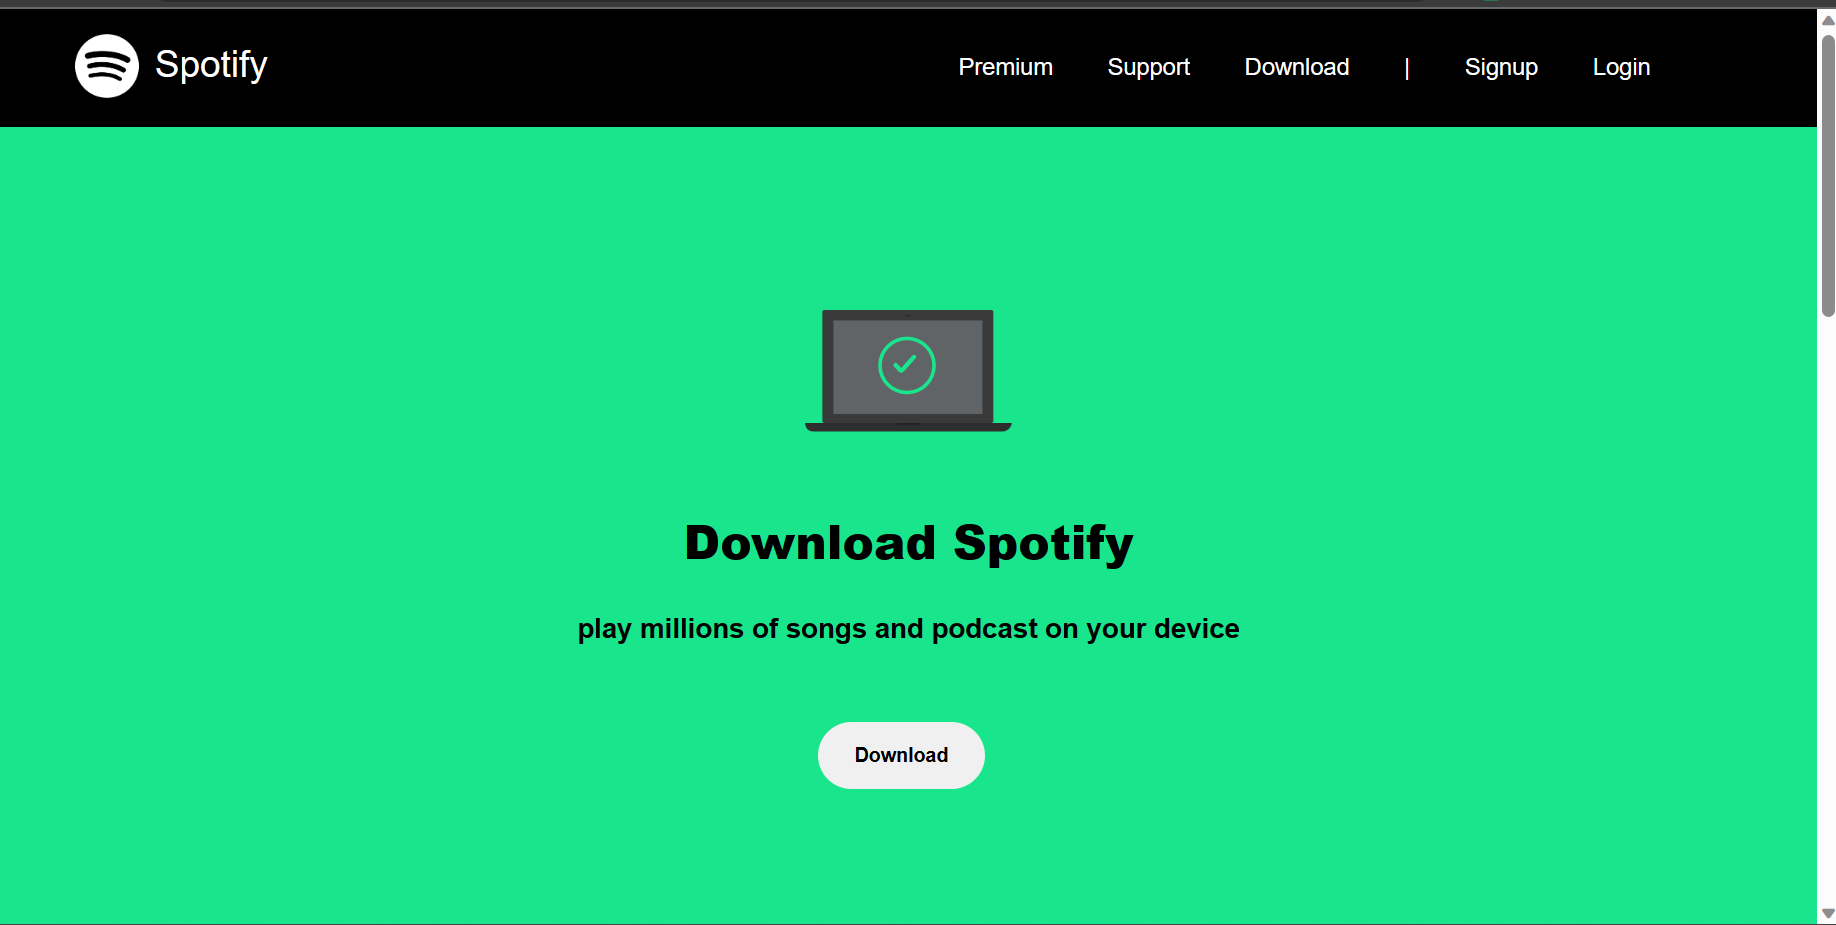 Spotify
Premium Support Download | Signup Login
Download Spotify
play millions of songs and podcast on your device
Download